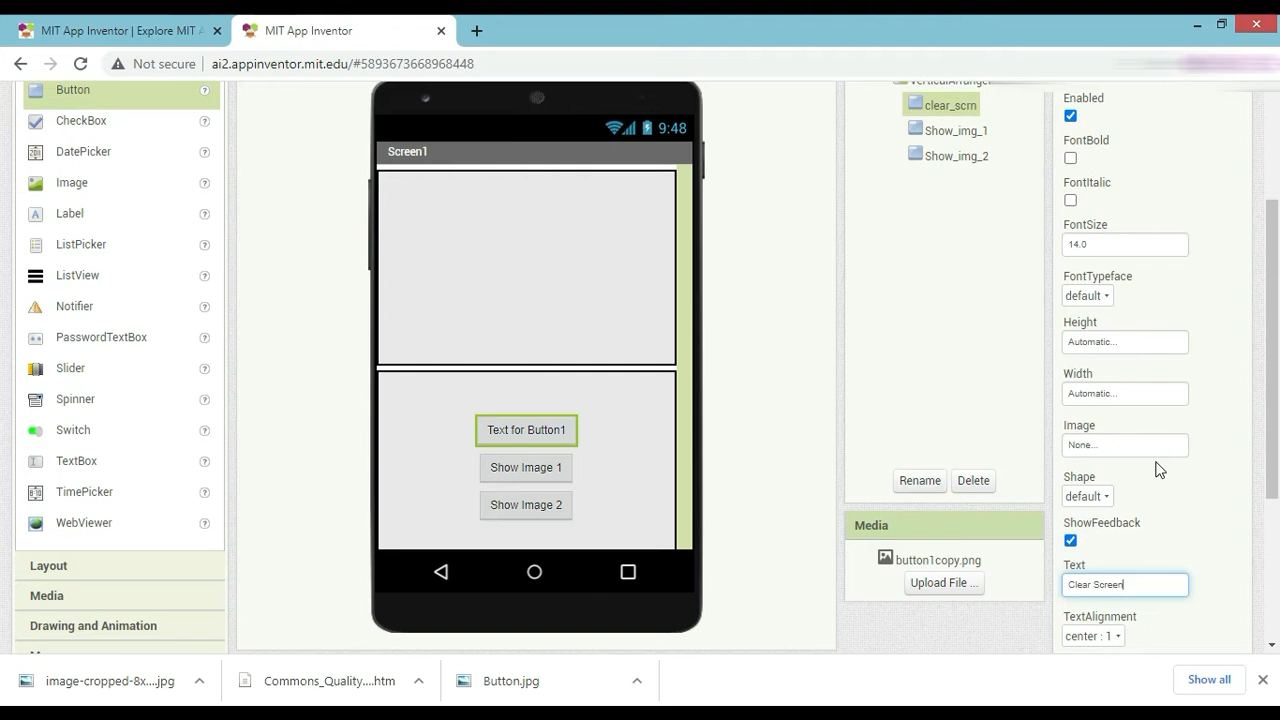 MIT App Inventor | Explore MIT A
MIT App Inventor
Not secure
ai2.appinventor.mit.edu/#5893673668968448
Button
CheckBox
DatePicker
Image
Label
ListPicker
ListView
Notifier
PasswordTextBox
Slider
Spinner
Switch
TextBox
TimePicker
WebViewer
Layout
Media
Drawing and Animation
9:48
Screen1
Text for Button1
Show Image 1
Show Image 2
clear_scrn
Show_img_1
Show_img_2
Rename
Delete
Media
button1copy.png
Upload File ...
Enabled
FontBold
FontItalic
FontSize
14.0
FontTypeface
default
Height
Automatic...
Width
Automatic...
Image
None...
Shape
default
ShowFeedback
Text
Clear Screen
TextAlignment
center : 1
image-cropped-8x....jpg
Commons_Quality....htm
Button.jpg
Show all